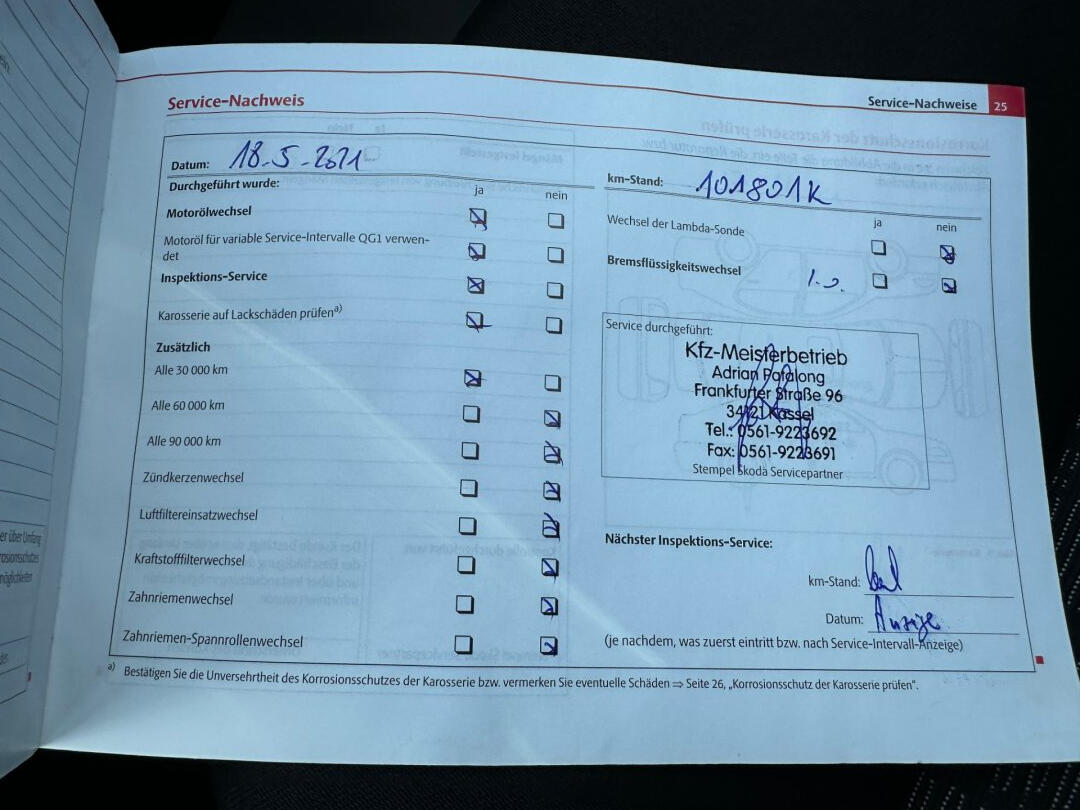 Service-Nachweis
Service-Nachweise 25
Datum: 18.5.2021
Durchgeführt wurde:
ja nein
Motorölwechsel
Motoröl für variable Service-Intervalle QG1 verwen-
det
Inspektions-Service
Karosserie auf Lackschäden prüfen a)
Zusätzlich
Alle 30 000 km
Alle 60 000 km
Alle 90 000 km
Zündkerzenwechsel
Luftfiltereinsatzwechsel
Kraftstofffilterwechsel
Zahnriemenwechsel
Zahnriemen-Spannrollenwechsel
km-Stand: 101801K
ja nein
Wechsel der Lambda-Sonde
Bremsflüssigkeitswechsel I.O.
Service durchgeführt:
Kfz-Meisterbetrieb
Adrian Patalong
Frankfurter Straße 96
34121 Kassel
Tel.: 0561-9223692
Fax: 0561-9223691
Stempel Škoda Servicepartner
Nächster Inspektions-Service:
km-Stand:
Datum: Anzeige
(je nachdem, was zuerst eintritt bzw. nach Service-Intervall-Anzeige)
a) Bestätigen Sie die Unversehrtheit des Korrosionsschutzes der Karosserie bzw. vermerken Sie eventuelle Schäden ⇒ Seite 26, „Korrosionsschutz der Karosserie prüfen“.